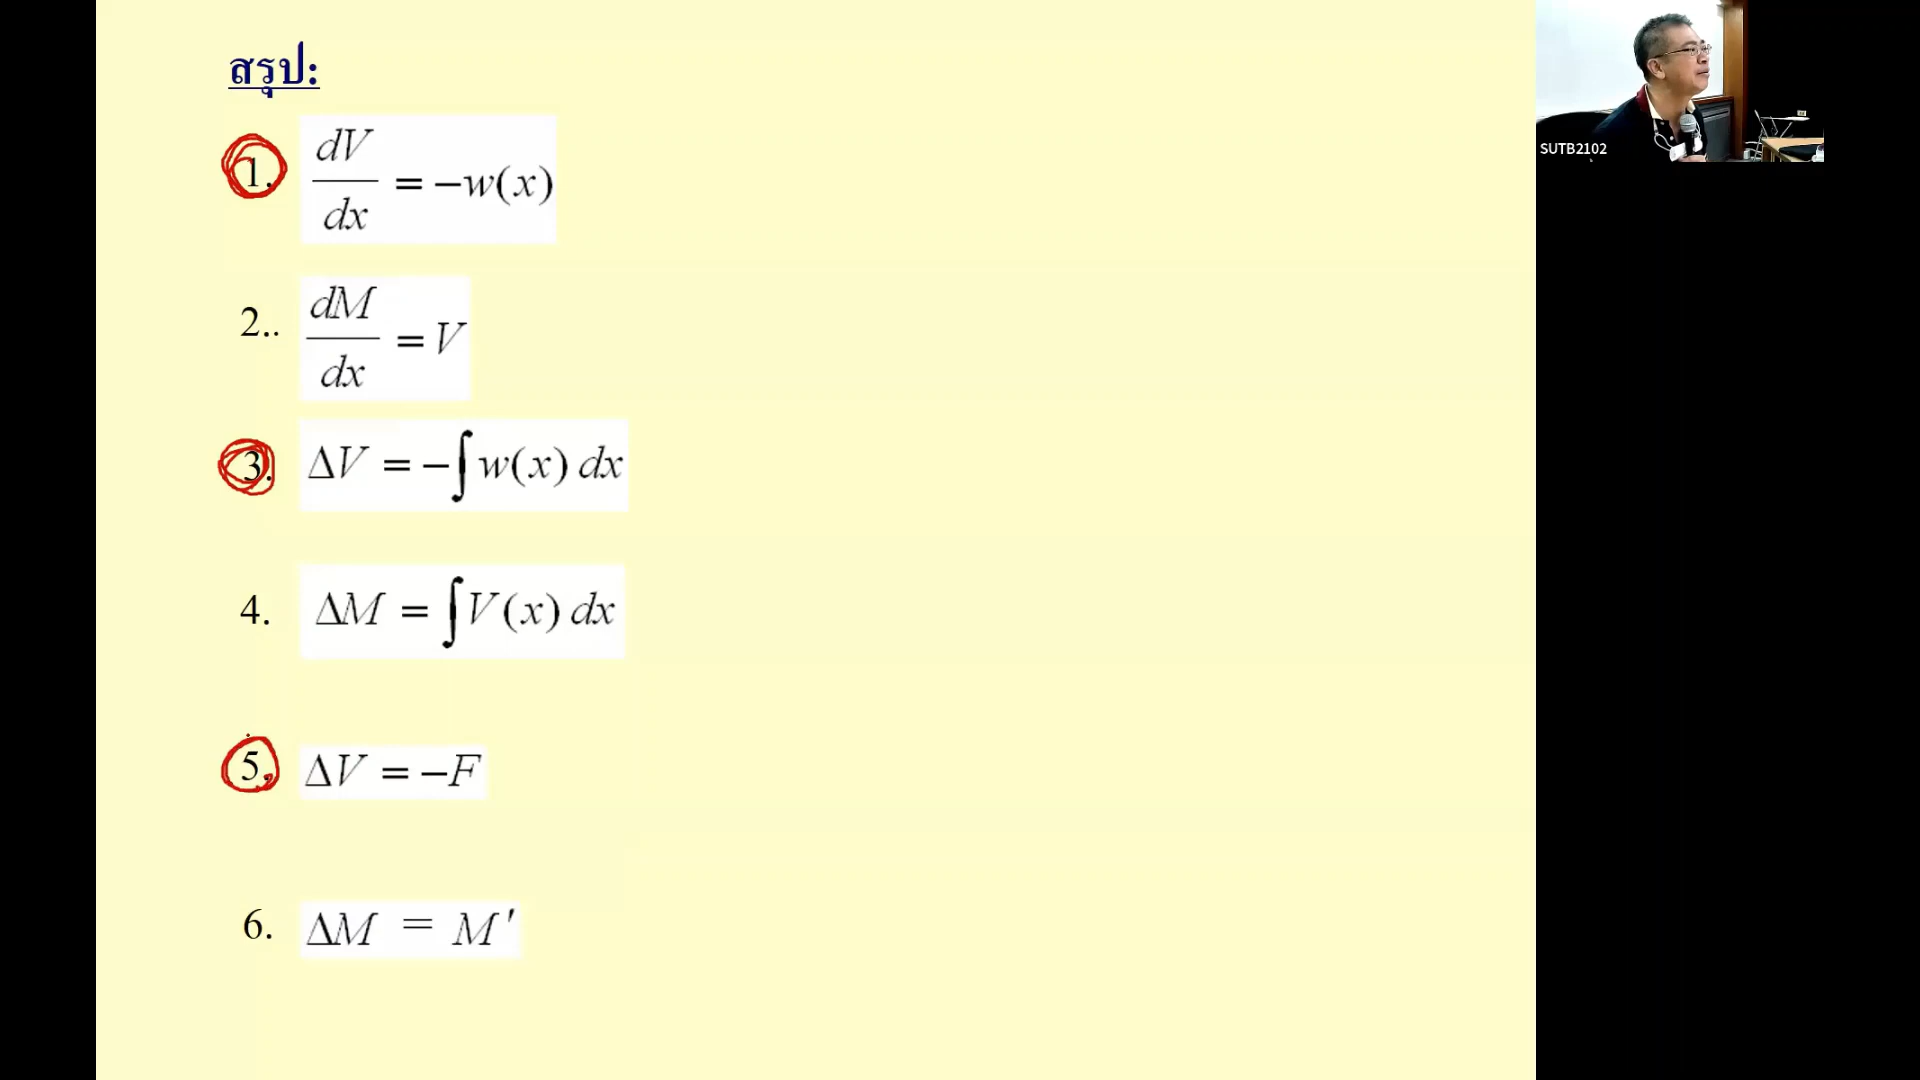 สรุป:
1. dV/dx = −w(x)
2.. dM/dx = V
3. ΔV = −∫w(x) dx
4. ΔM = ∫V(x) dx
5. ΔV = −F
6. ΔM = M′
SUTB2102